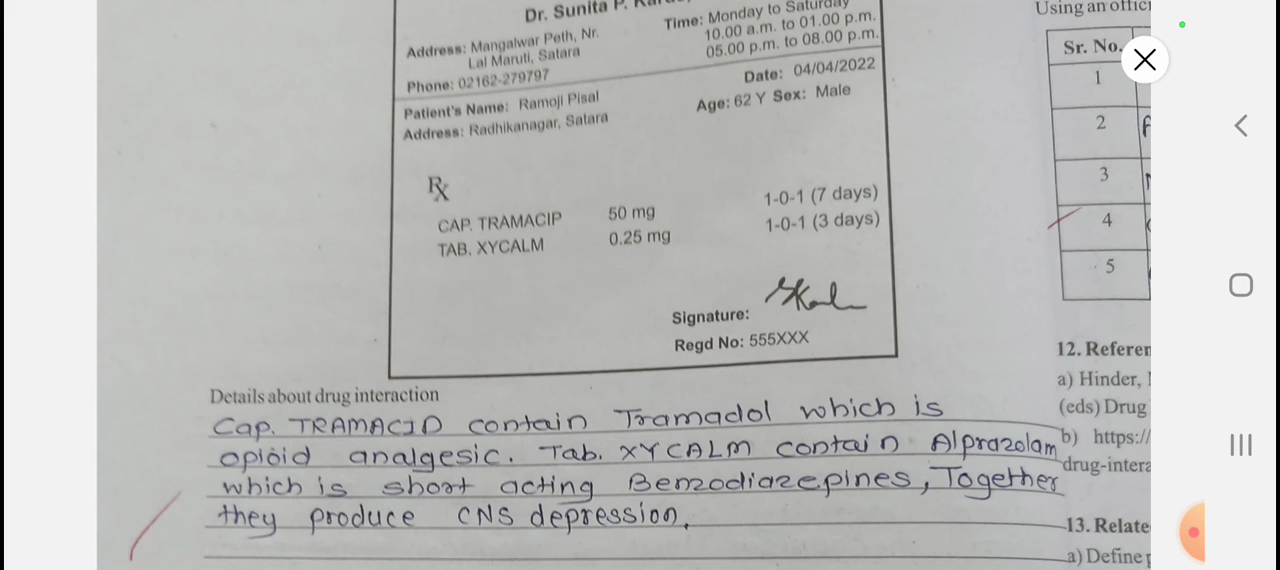 Dr. Sunita P.
Address: Mangalwar Peth, Nr.
Lal Maruti, Satara
Phone: 02162-279797
Time: Monday to Saturday
10.00 a.m. to 01.00 p.m.
05.00 p.m. to 08.00 p.m.
Date: 04/04/2022
Patient's Name: Ramoji Pisal
Age: 62 Y Sex: Male
Address: Radhikanagar, Satara
Rx
CAP. TRAMACIP 50 mg 1-0-1 (7 days)
TAB. XYCALM 0.25 mg 1-0-1 (3 days)
Signature:
Regd No: 555XXX
Details about drug interaction
Cap. TRAMACID contain Tramadol which is
opioid analgesic. Tab. XYCALM contain Alprazolam
which is short acting Benzodiazepines, Together
they produce CNS depression.
Using an
Sr. No.
1
2
3
4
5
12.
a) Hinder,
(eds) Drug
b) https://
13.
a) Define